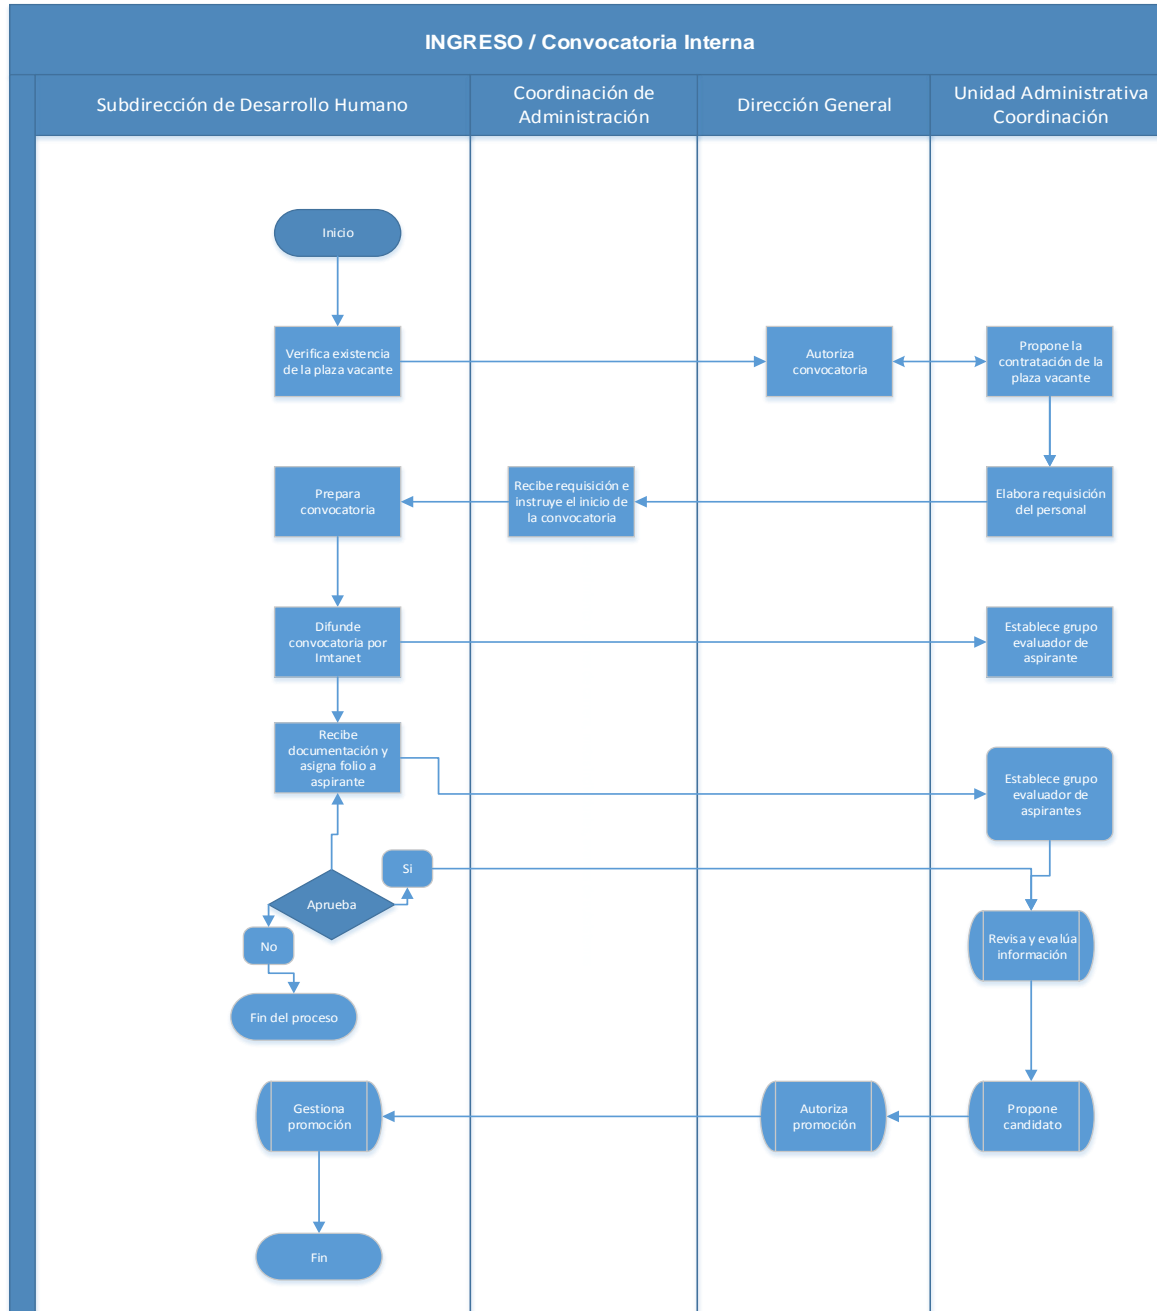 INGRESO / Convocatoria Interna
Subdirección de Desarrollo Humano
Coordinación de
Administración
Dirección General
Unidad Administrativa
Coordinación
Inicio
Verifica existencia
de la plaza vacante
Autoriza
convocatoria
Propone la
contratación de la
plaza vacante
Prepara
convocatoria
Recibe requisición e
instruye el inicio de
la convocatoria
Elabora requisición
del personal
Difunde
convocatoria por
Imtanet
Establece grupo
evaluador de
aspirante
Recibe
documentación y
asigna folio a
aspirante
Establece grupo
evaluador de
aspirantes
Si
Aprueba
No
Revisa y evalúa
información
Fin del proceso
Gestiona
promoción
Autoriza
promoción
Propone
candidato
Fin